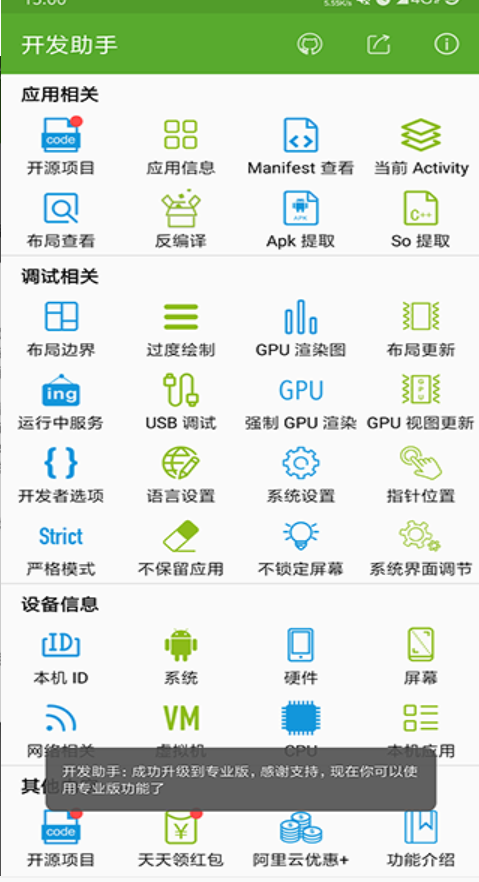 开发助手
应用相关
code
开源项目 应用信息 Manifest 查看 当前 Activity
APK C++
布局查看 反编译 Apk 提取 So 提取
调试相关
布局边界 过度绘制 GPU 渲染图 布局更新
ing GPU
运行中服务 USB 调试 强制 GPU 渲染 GPU 视图更新
{ }
开发者选项 语言设置 系统设置 指针位置
Strict
严格模式 不保留应用 不锁定屏幕 系统界面调节
设备信息
ID
本机 ID 系统 硬件 屏幕
VM
网络相关 虚拟机 CPU 本机应用
开发助手：成功升级到专业版，感谢支持，现在你可以使
用专业版功能了
其他
code ¥
开源项目 天天领红包 阿里云优惠+ 功能介绍